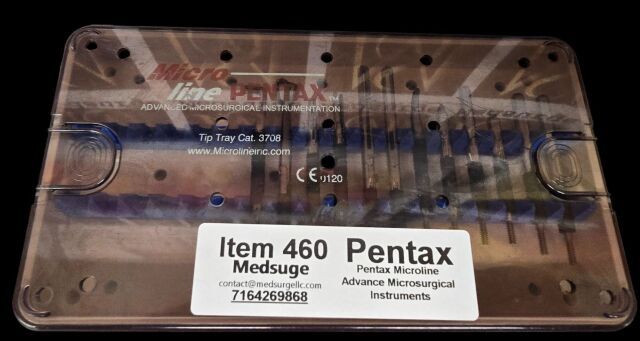 Micro
line PENTAX™
ADVANCED MICROSURGICAL INSTRUMENTATION
Tip Tray Cat. 3708
www.Microlineinc.com
CE 0120
Item 460
Medsuge
contact@medsurgellc.com
7164269868
Pentax
Pentax Microline
Advance Microsurgical
Instruments